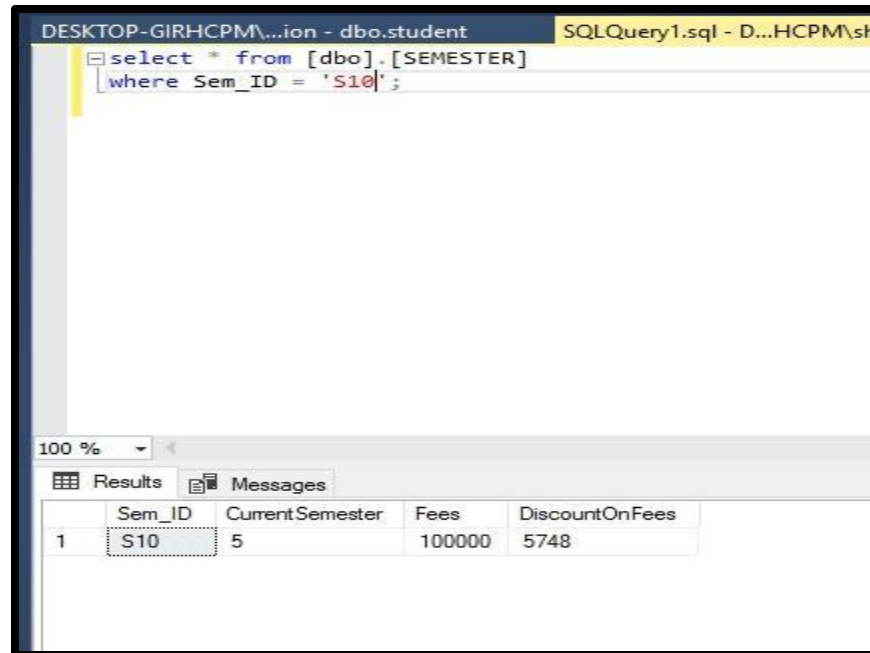 DESKTOP-GIRHCPM\...ion - dbo.student SQLQuery1.sql - D...HCPM\sh
select * from [dbo].[SEMESTER]
where Sem_ID = 'S10';
100 %
Results Messages
Sem_ID CurrentSemester Fees DiscountOnFees
1 S10 5 100000 5748